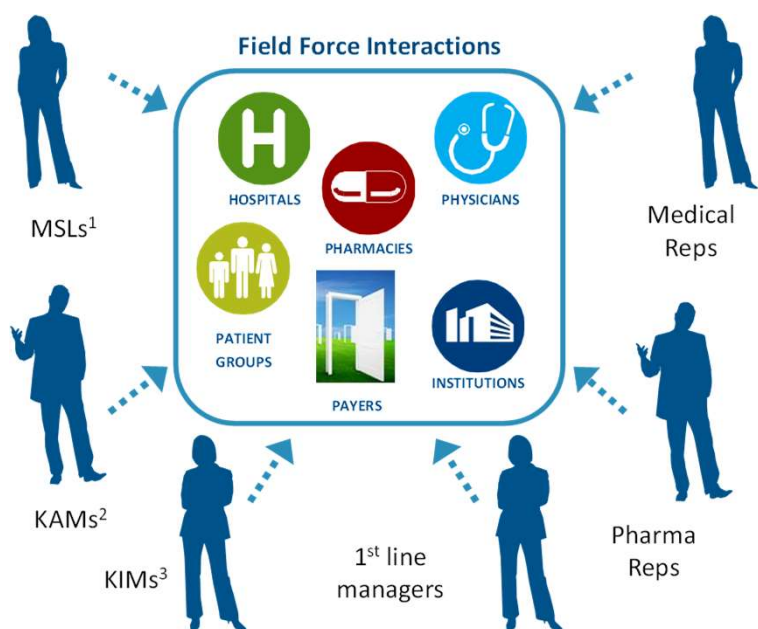 Field Force Interactions
HOSPITALS
PHYSICIANS
PHARMACIES
MSLs¹
Medical
Reps
PATIENT
GROUPS
INSTITUTIONS
PAYERS
KAMs²
KIMs³
1st line
managers
Pharma
Reps